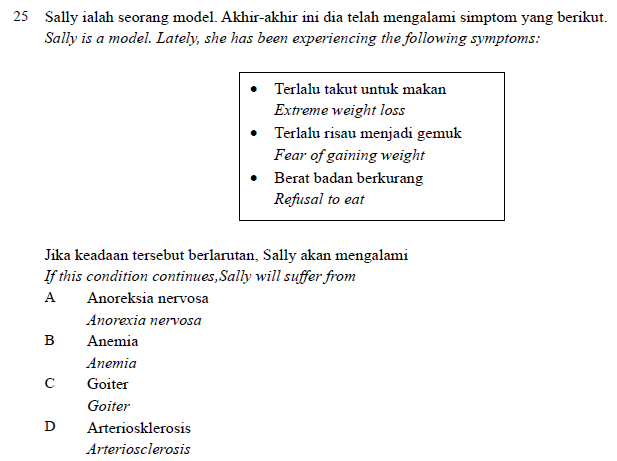 25 Sally ialah seorang model. Akhir-akhir ini dia telah mengalami simptom yang berikut.
Sally is a model. Lately, she has been experiencing the following symptoms:
• Terlalu takut untuk makan
Extreme weight loss
• Terlalu risau menjadi gemuk
Fear of gaining weight
• Berat badan berkurang
Refusal to eat
Jika keadaan tersebut berlarutan, Sally akan mengalami
If this condition continues,Sally will suffer from
A Anoreksia nervosa
Anorexia nervosa
B Anemia
Anemia
C Goiter
Goiter
D Arteriosklerosis
Arteriosclerosis